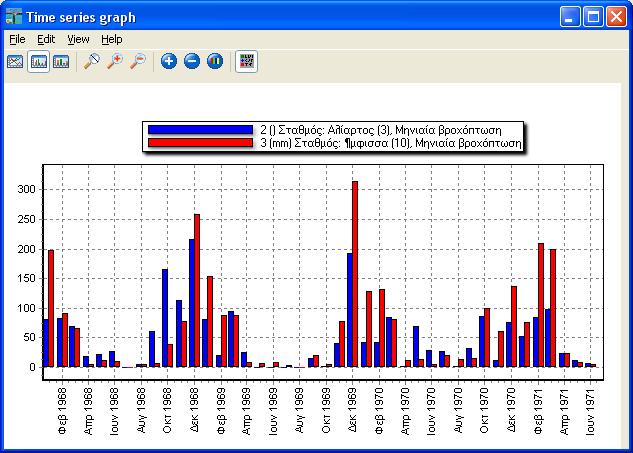 Time series graph
File Edit View Help
2 () Σταθμός: Αλίαρτος (3), Μηνιαία βροχόπτωση
3 (mm) Σταθμός: ¶μφισσα (10), Μηνιαία βροχόπτωση
300
250
200
150
100
50
0
Φεβ 1968
Απρ 1968
Ιουν 1968
Αυγ 1968
Οκτ 1968
Δεκ 1968
Φεβ 1969
Απρ 1969
Ιουν 1969
Αυγ 1969
Οκτ 1969
Δεκ 1969
Φεβ 1970
Απρ 1970
Ιουν 1970
Αυγ 1970
Οκτ 1970
Δεκ 1970
Φεβ 1971
Απρ 1971
Ιουν 1971